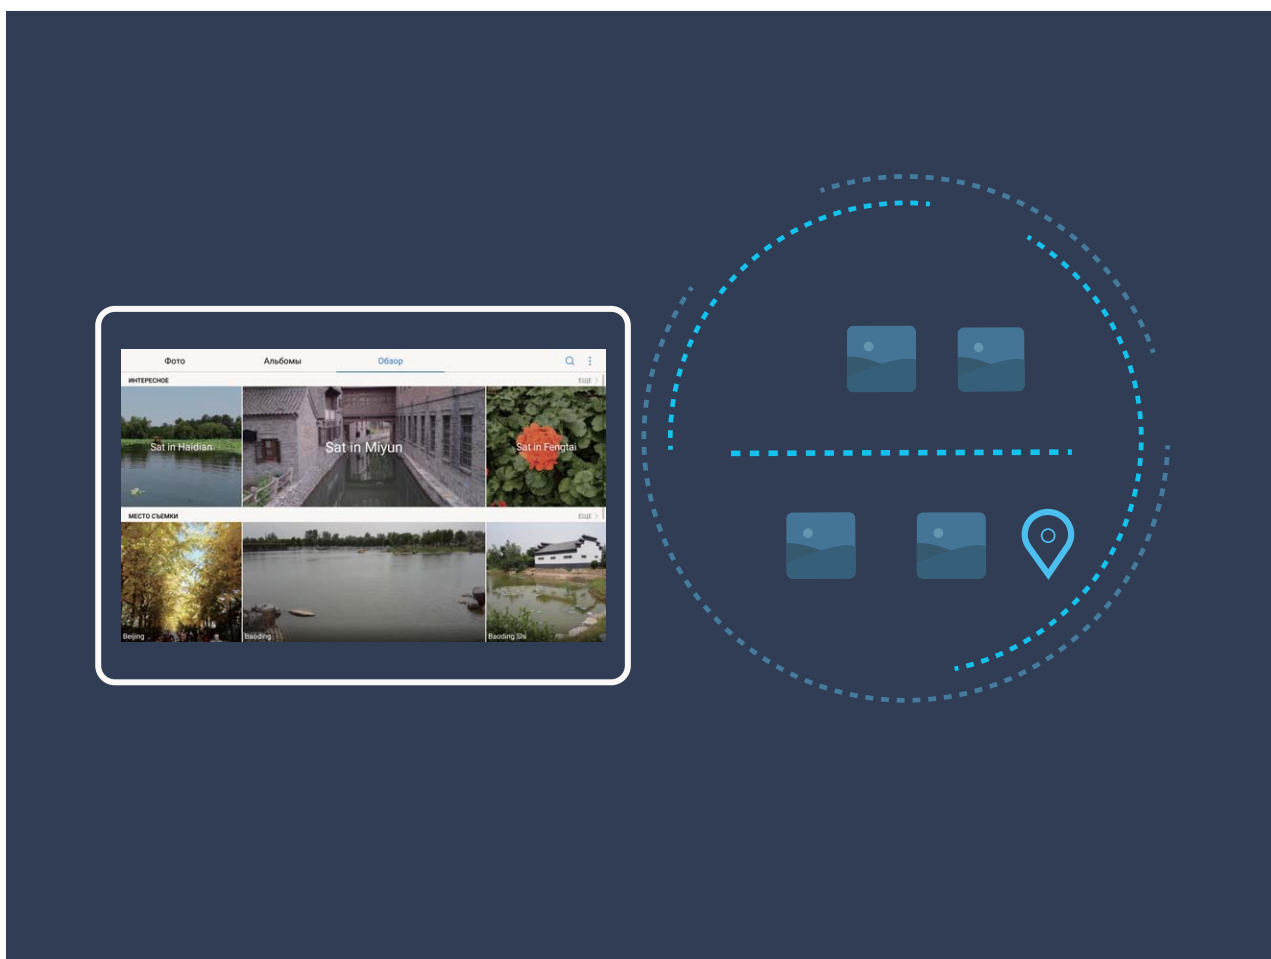 Фото Альбомы Обзор
ИНТЕРЕСНОЕ ЕЩЕ
Sat in Haidian Sat in Miyun Sat in Fengtai
МЕСТО СЪЕМКИ ЕЩЕ
Beijing Baoding Baoding Shi